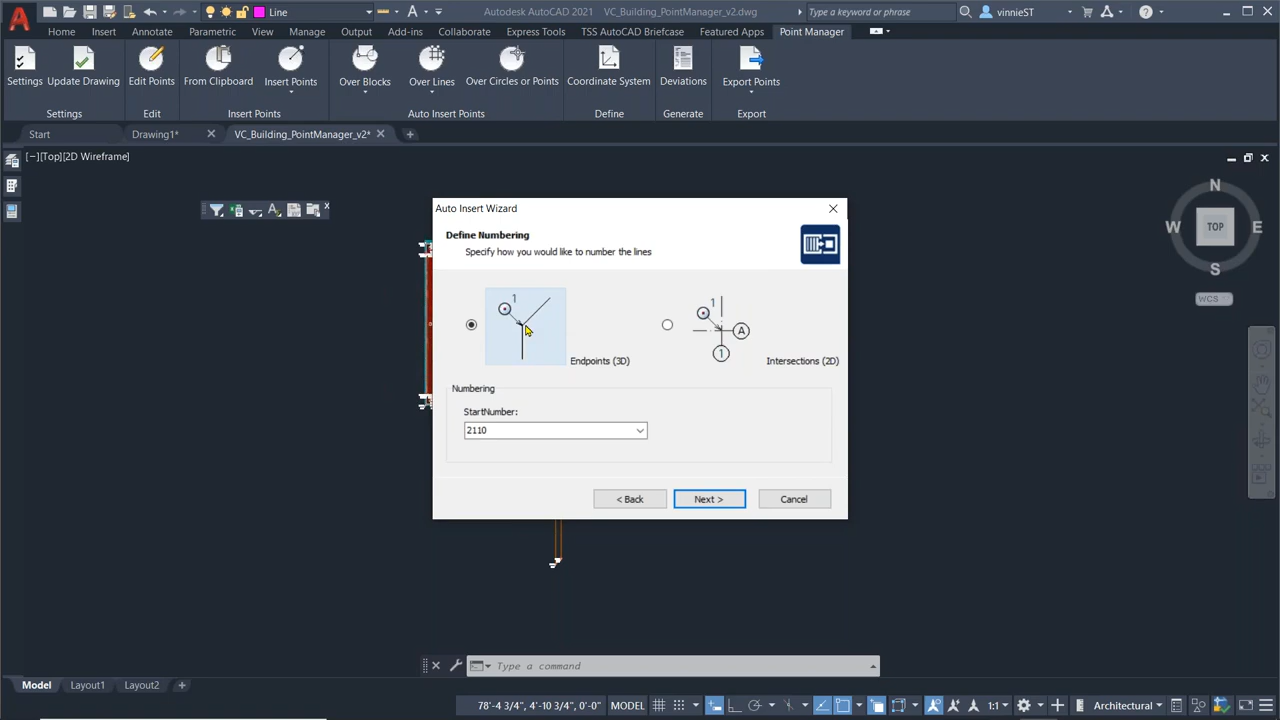 Line
Autodesk AutoCAD 2021 VC_Building_PointManager_v2.dwg
Type a keyword or phrase
vinnieST
Home Insert Annotate Parametric View Manage Output Add-ins Collaborate Express Tools TSS AutoCAD Briefcase Featured Apps Point Manager
Settings Update Drawing Edit Points From Clipboard Insert Points Over Blocks Over Lines Over Circles or Points Coordinate System Deviations Export Points
Settings Edit Insert Points Auto Insert Points Define Generate Export
Start Drawing1* VC_Building_PointManager_v2*
[−][Top][2D Wireframe]
N
W TOP E
S
WCS
Auto Insert Wizard
Define Numbering
Specify how you would like to number the lines
1
1
A
1
Endpoints (3D) Intersections (2D)
Numbering
StartNumber:
2110
< Back Next > Cancel
Type a command
Model Layout1 Layout2
78'-4 3/4", 4'-10 3/4", 0'-0" MODEL 1:1 Architectural